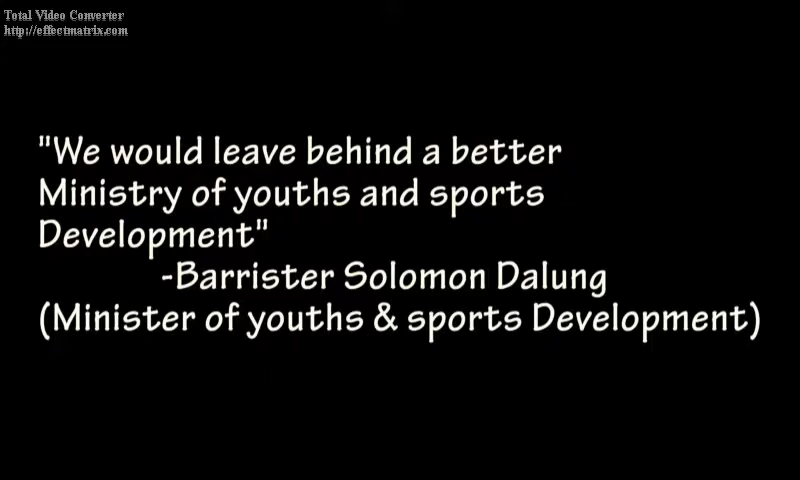 Total Video Converter
http://effectmatrix.com
"We would leave behind a better
Ministry of youths and sports
Development"
-Barrister Solomon Dalung
(Minister of youths & sports Development)